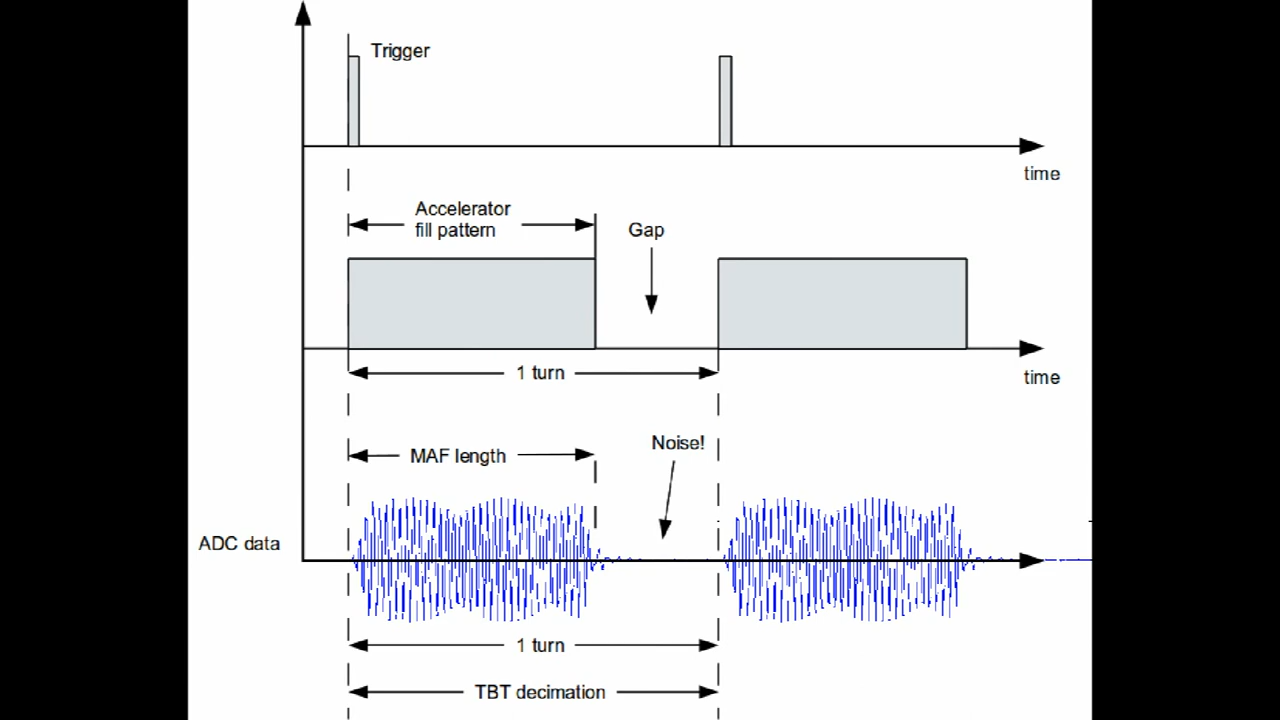 Trigger
time
Accelerator
fill pattern
Gap
1 turn
time
Noise!
MAF length
ADC data
1 turn
TBT decimation